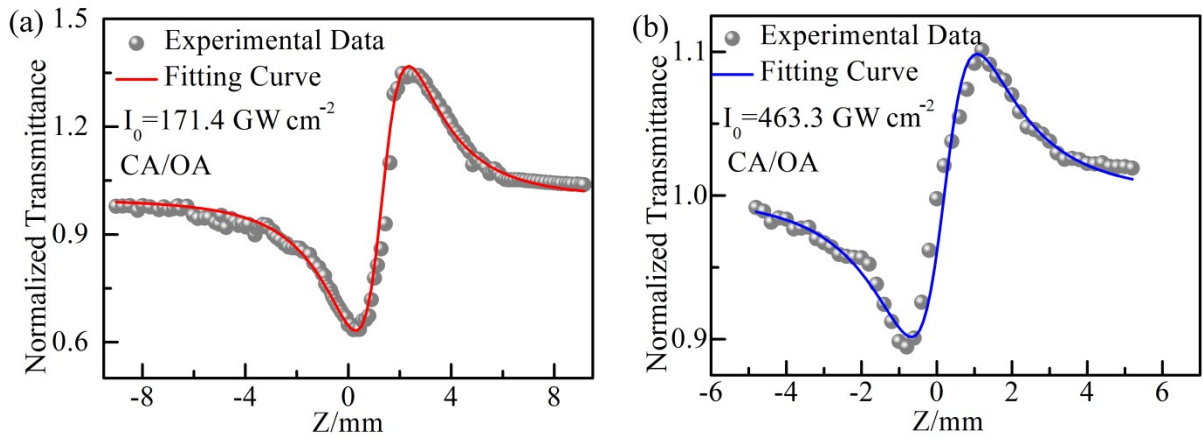 (a)
1.5
1.2
0.9
0.6
Normalized Transmittance
Experimental Data
Fitting Curve
I0=171.4 GW cm-2
CA/OA
-8 -4 0 4 8
Z/mm
(b)
1.1
1.0
0.9
Normalized Transmittance
Experimental Data
Fitting Curve
I0=463.3 GW cm-2
CA/OA
-6 -4 -2 0 2 4 6
Z/mm